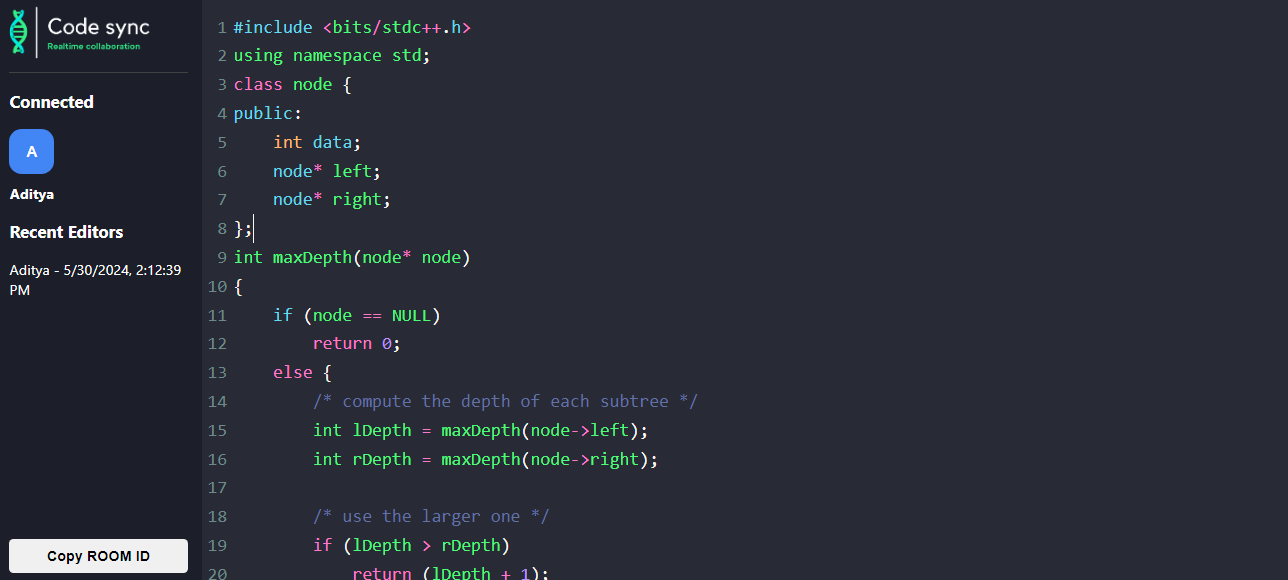 Code sync
Realtime collaboration
Connected
A
Aditya
Recent Editors
Aditya - 5/30/2024, 2:12:39
PM
Copy ROOM ID
1 #include <bits/stdc++.h>
2 using namespace std;
3 class node {
4 public:
5     int data;
6     node* left;
7     node* right;
8 };
9 int maxDepth(node* node)
10 {
11     if (node == NULL)
12         return 0;
13     else {
14         /* compute the depth of each subtree */
15         int lDepth = maxDepth(node->left);
16         int rDepth = maxDepth(node->right);
17
18         /* use the larger one */
19         if (lDepth > rDepth)
20             return (lDepth + 1);